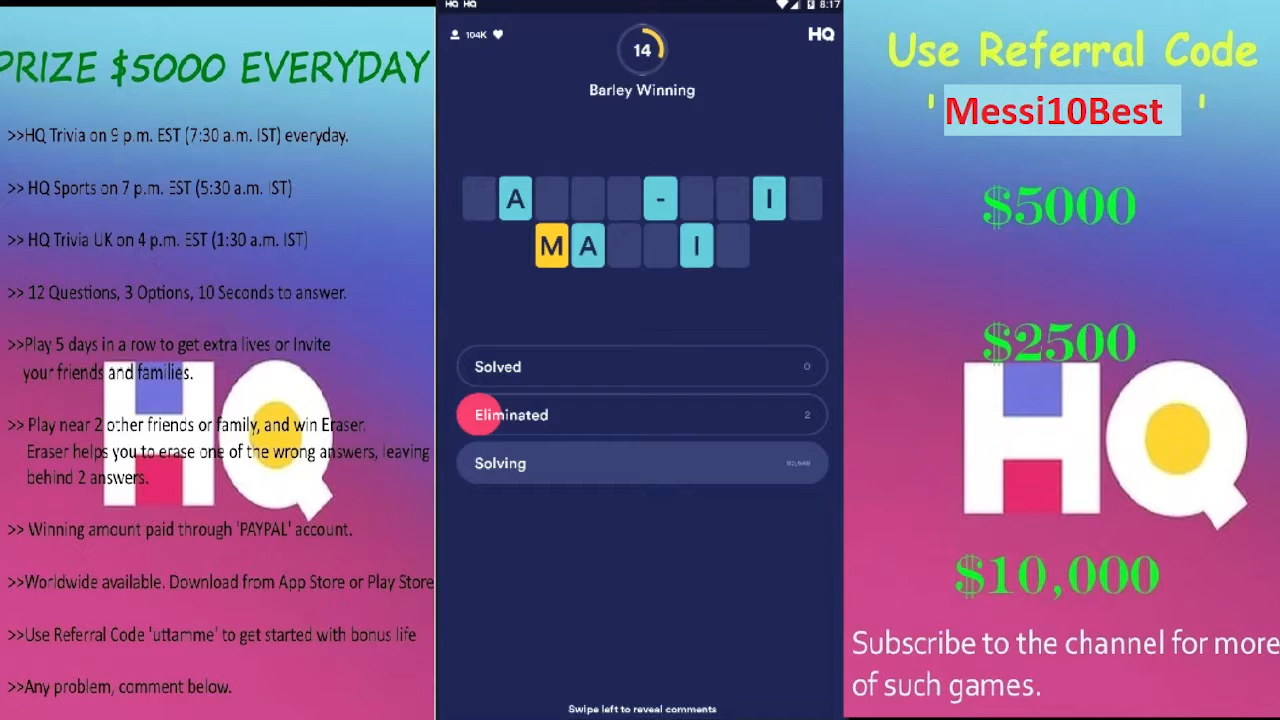 PRIZE $5000 EVERYDAY
>>HQ Trivia on 9 p.m. EST (7:30 a.m. IST) everyday.
>> HQ Sports on 7 p.m. EST (5:30 a.m. IST)
>> HQ Trivia UK on 4 p.m. EST (1:30 a.m. IST)
>> 12 Questions, 3 Options, 10 Seconds to answer.
>>Play 5 days in a row to get extra lives or Invite
your friends and families.
>> Play near 2 other friends or family, and win Eraser.
Eraser helps you to erase one of the wrong answers, leaving
behind 2 answers.
>> Winning amount paid through 'PAYPAL' account.
>>Worldwide available. Download from App Store or Play Store
>>Use Referral Code 'uttamme' to get started with bonus life
>>Any problem, comment below.
HQ
HQ HQ 8:17
104K HQ
14
Barley Winning
A - I
M A I
Solved 0
Eliminated 2
Solving
Swipe left to reveal comments
Use Referral Code
' Messi10Best '
$5000
$2500
HQ
$10,000
Subscribe to the channel for more
of such games.